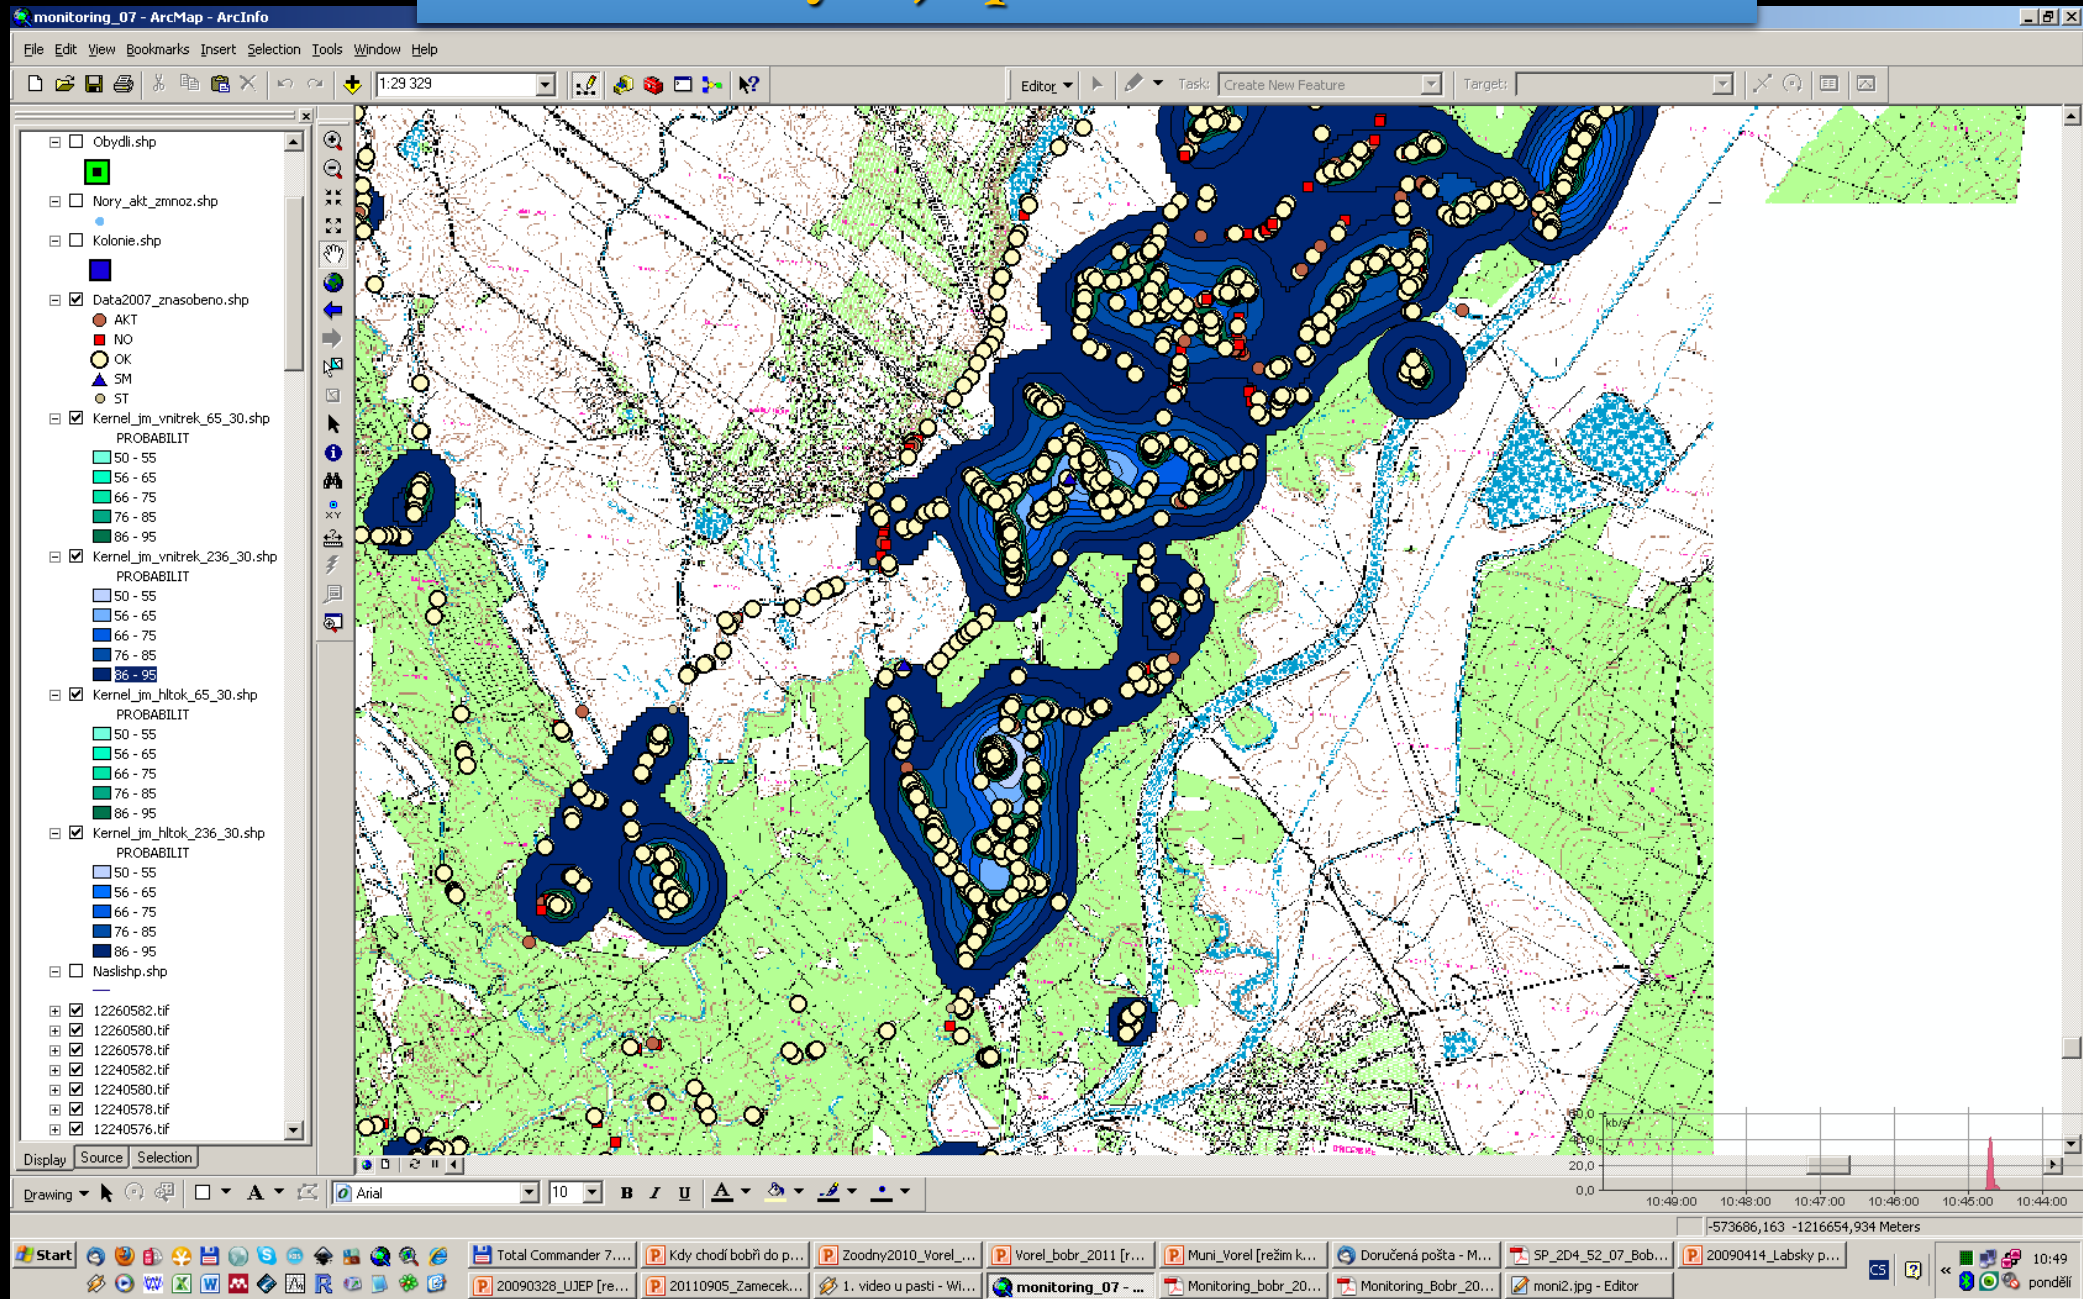 monitoring_07 - ArcMap - ArcInfo
File Edit View Bookmarks Insert Selection Tools Window Help
1:29 329
Editor
Task: Create New Feature
Target:
Obydli.shp
Nory_akt_zmnoz.shp
Kolonie.shp
Data2007_znasobeno.shp
AKT
NO
OK
SM
ST
Kernel_jm_vnitrek_65_30.shp
PROBABILIT
50 - 55
56 - 65
66 - 75
76 - 85
86 - 95
Kernel_jm_vnitrek_236_30.shp
PROBABILIT
50 - 55
56 - 65
66 - 75
76 - 85
86 - 95
Kernel_jm_hltok_65_30.shp
PROBABILIT
50 - 55
56 - 65
66 - 75
76 - 85
86 - 95
Kernel_jm_hltok_236_30.shp
PROBABILIT
50 - 55
56 - 65
66 - 75
76 - 85
86 - 95
Naslishp.shp
12260582.tif
12260580.tif
12260578.tif
12240582.tif
12240580.tif
12240578.tif
12240576.tif
Display Source Selection
kb/s
20,0
0,0
10:49:00 10:48:00 10:47:00 10:46:00 10:45:00 10:44:00
Drawing A Arial 10 B I U A
-573686,163 -1216654,934 Meters
Start Total Commander 7.... Kdy chodí bobři do p... Zoodny2010_Vorel_... Vorel_bobr_2011 [r... Muni_Vorel [režim k... Doručená pošta - M... SP_2D4_52_07_Bob... 20090414_Labsky p... CS 10:49
20090328_UJEP [re... 20110905_Zamecek... 1. video u pasti - Wi... monitoring_07 - ... Monitoring_bobr_20... Monitoring_Bobr_20... moni2.jpg - Editor pondělí